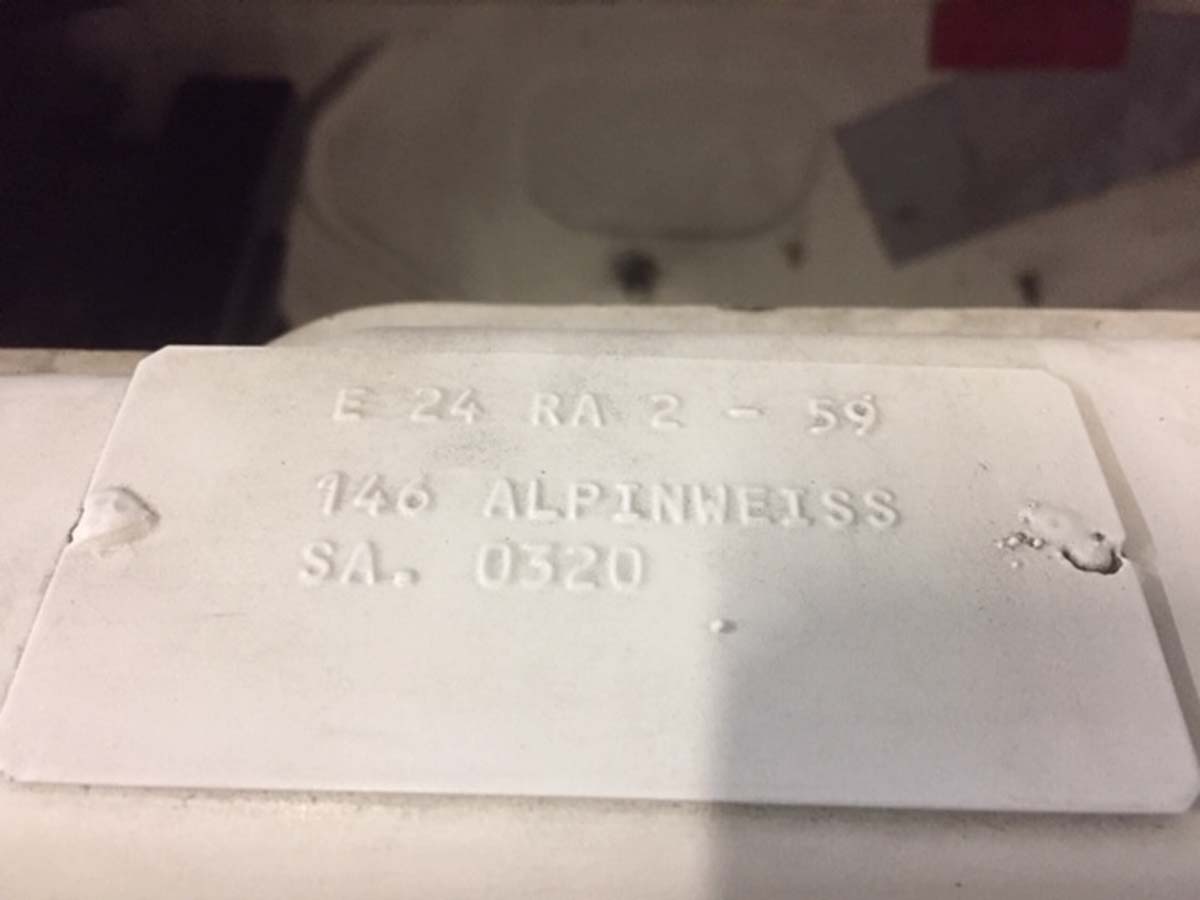 E 24 RA 2 - 59
146 ALPINWEISS
SA. 0320